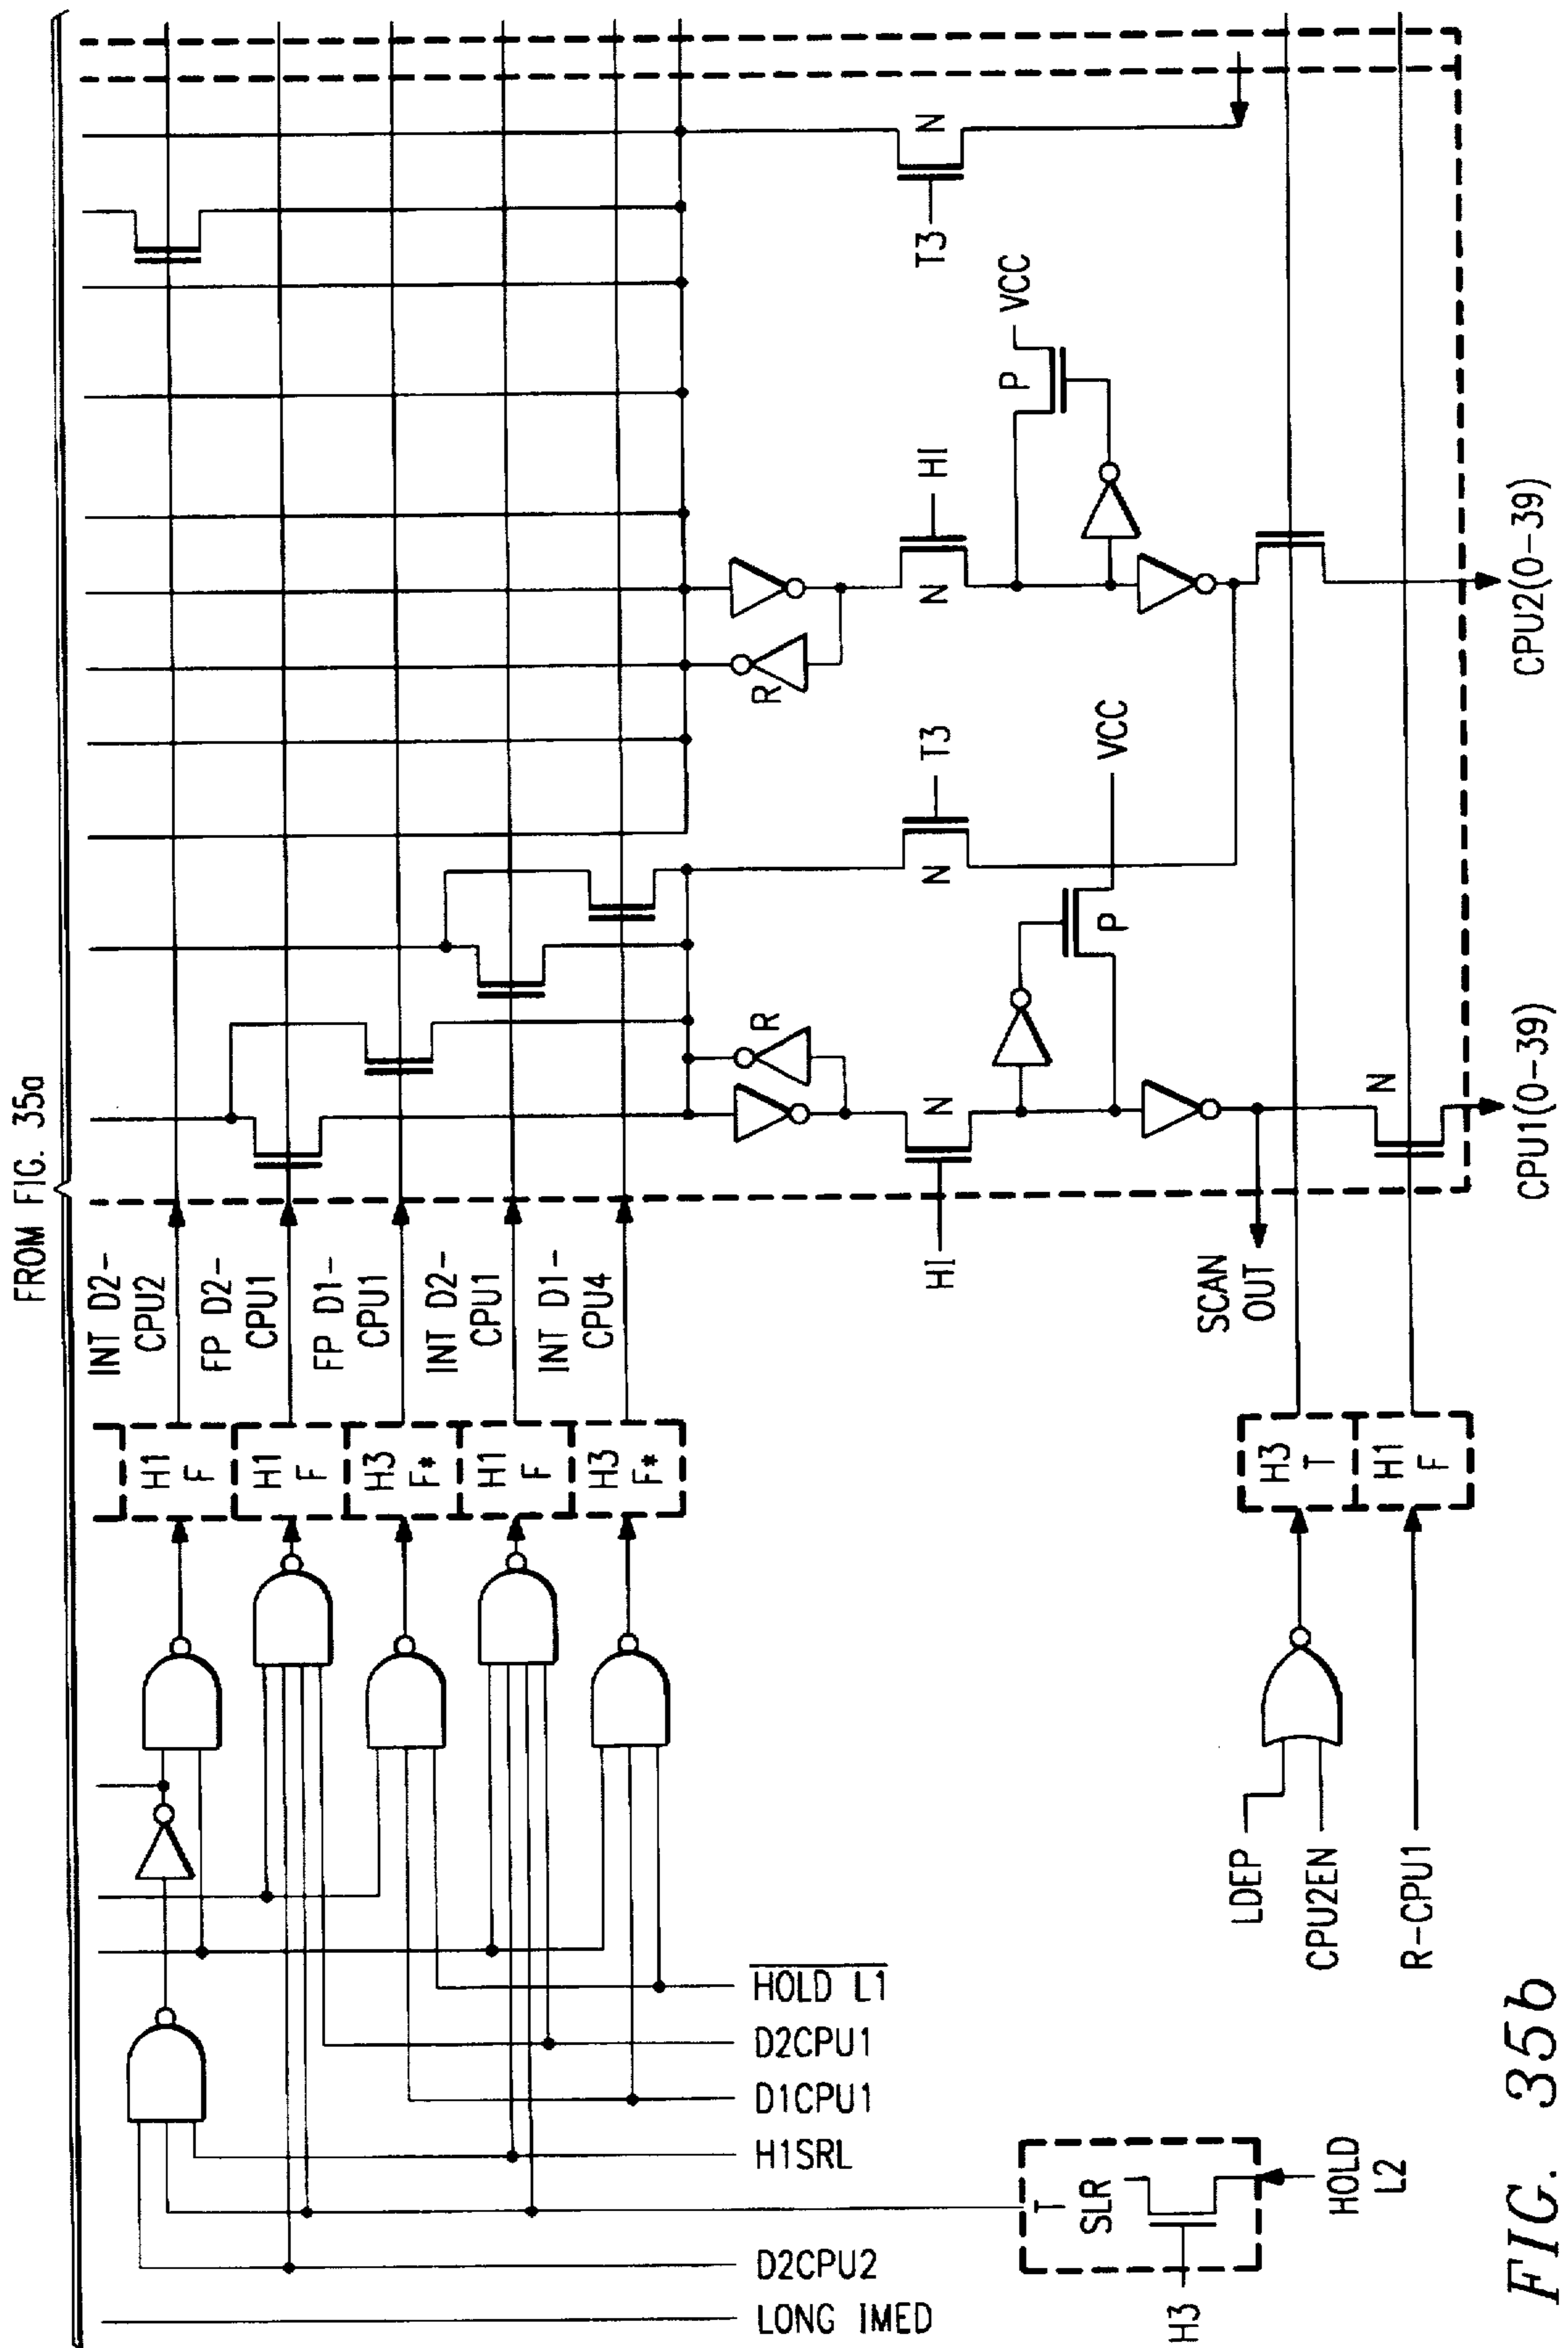 FROM FIG. 35a
INT D2-
CPU2
FP D2-
CPU1
FP D1-
CPU1
INT D2-
CPU1
INT D1-
CPU4
H1
F
H1
F
H3
F*
H1
F
H3
F*
T3
N
P
VCC
HI
N
R
T3
N
VCC
P
R
HI
N
N
SCAN
OUT
CPU2(0-39)
CPU1(0-39)
H3
T
H1
F
LDEP
CPU2EN
R-CPU1
HOLD L1
D2CPU1
D1CPU1
H1SRL
D2CPU2
LONG IMED
T
SLR
H3
HOLD
L2
FIG. 35b